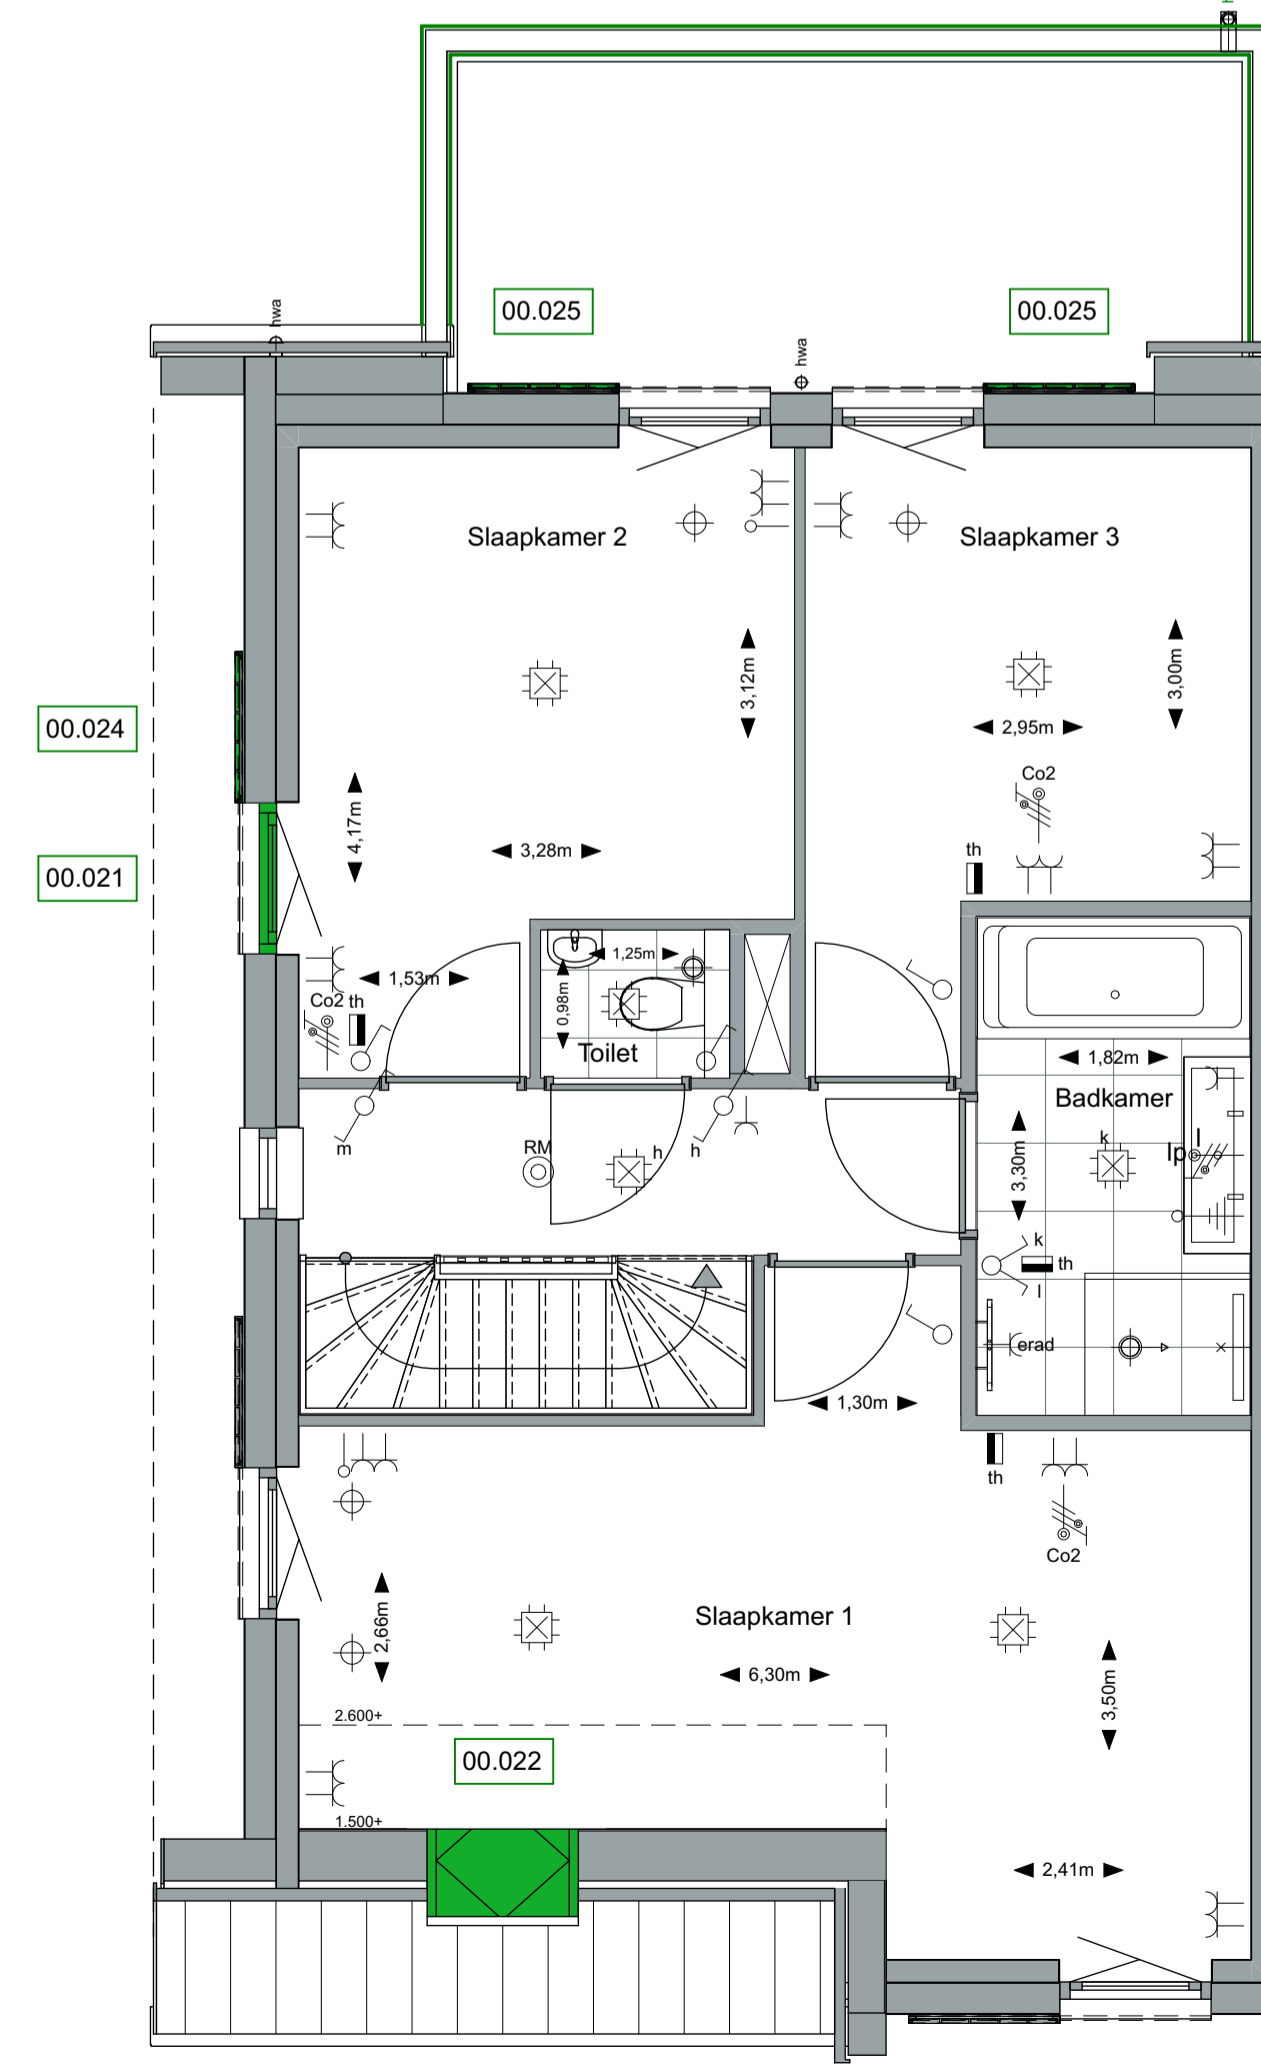 hwa
00.025
00.025
hwa
Slaapkamer 2
Slaapkamer 3
3,12m
3,00m
2,95m
00.024
Co2
4,17m
3,28m
th
00.021
1,25m
1,53m
0,98m
Co2 th
Toilet
1,82m
Badkamer
m
RM
h
h
k
lp
l
3,30m
k
th
l
erad
1,30m
th
Co2
2,66m
Slaapkamer 1
6,30m
3,50m
2.600+
00.022
1.500+
2,41m